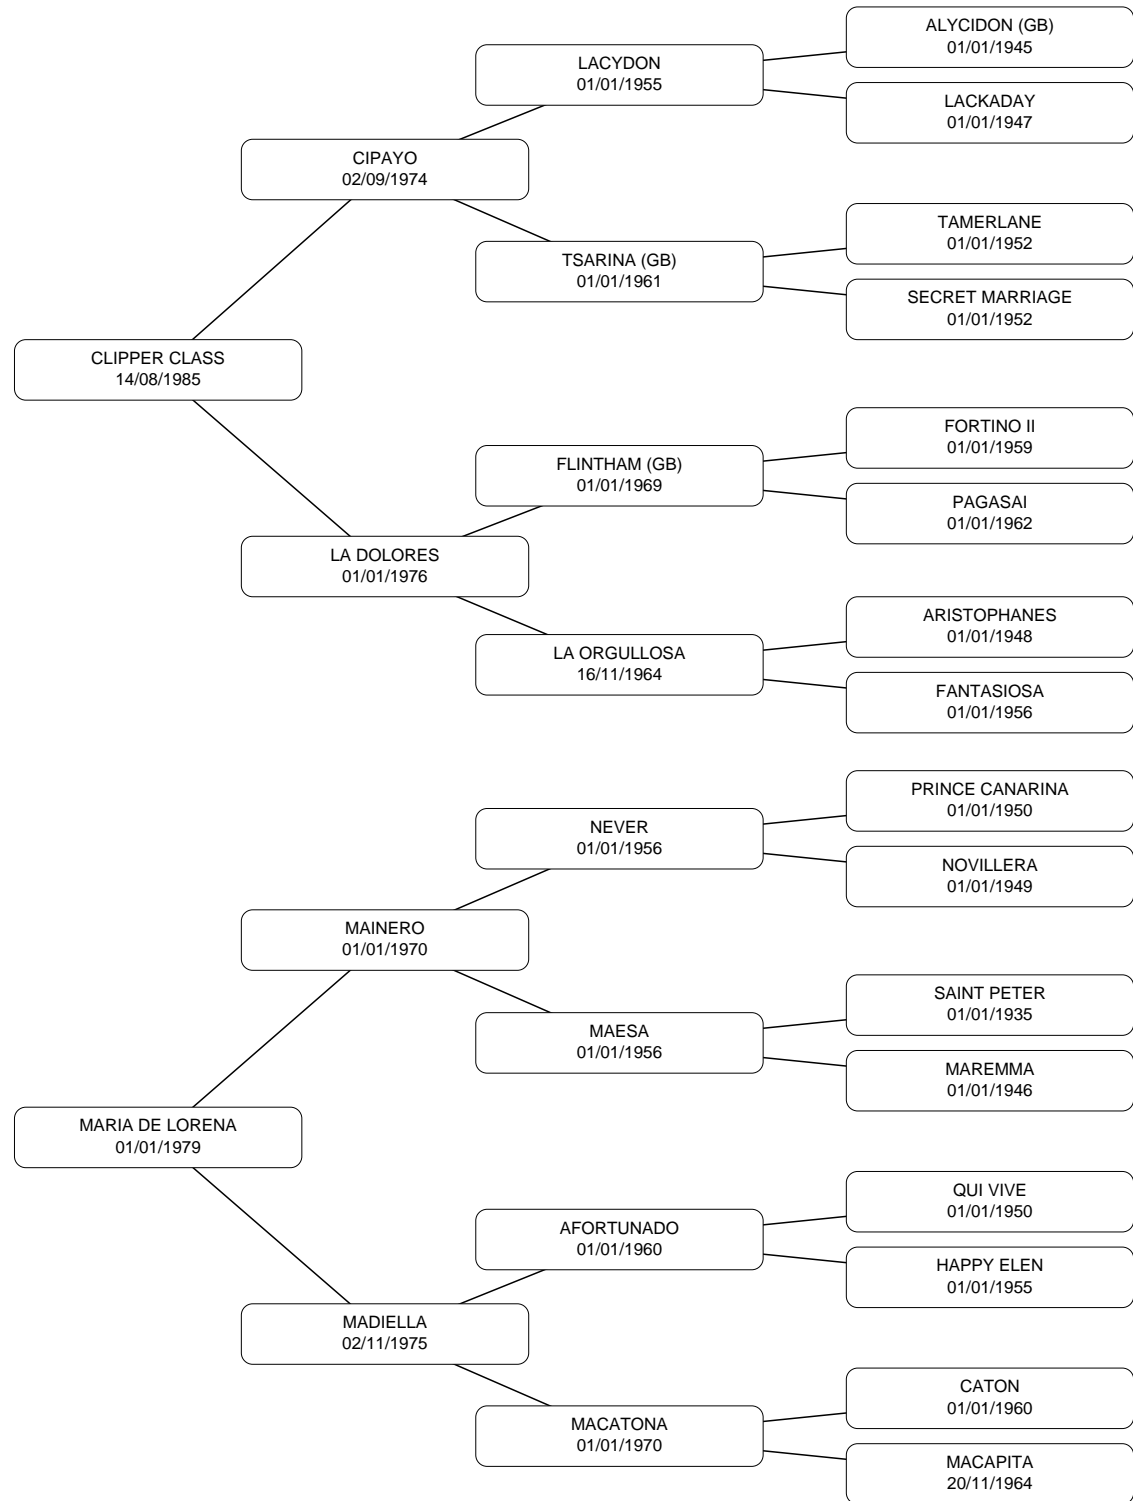 ALYCIDON (GB)
01/01/1945
LACYDON
01/01/1955
LACKADAY
01/01/1947
CIPAYO
02/09/1974
TAMERLANE
01/01/1952
TSARINA (GB)
01/01/1961
SECRET MARRIAGE
01/01/1952
CLIPPER CLASS
14/08/1985
FORTINO II
01/01/1959
FLINTHAM (GB)
01/01/1969
PAGASAI
01/01/1962
LA DOLORES
01/01/1976
ARISTOPHANES
01/01/1948
LA ORGULLOSA
16/11/1964
FANTASIOSA
01/01/1956
PRINCE CANARINA
01/01/1950
NEVER
01/01/1956
NOVILLERA
01/01/1949
MAINERO
01/01/1970
SAINT PETER
01/01/1935
MAESA
01/01/1956
MAREMMA
01/01/1946
MARIA DE LORENA
01/01/1979
QUI VIVE
01/01/1950
AFORTUNADO
01/01/1960
HAPPY ELEN
01/01/1955
MADIELLA
02/11/1975
CATON
01/01/1960
MACATONA
01/01/1970
MACAPITA
20/11/1964